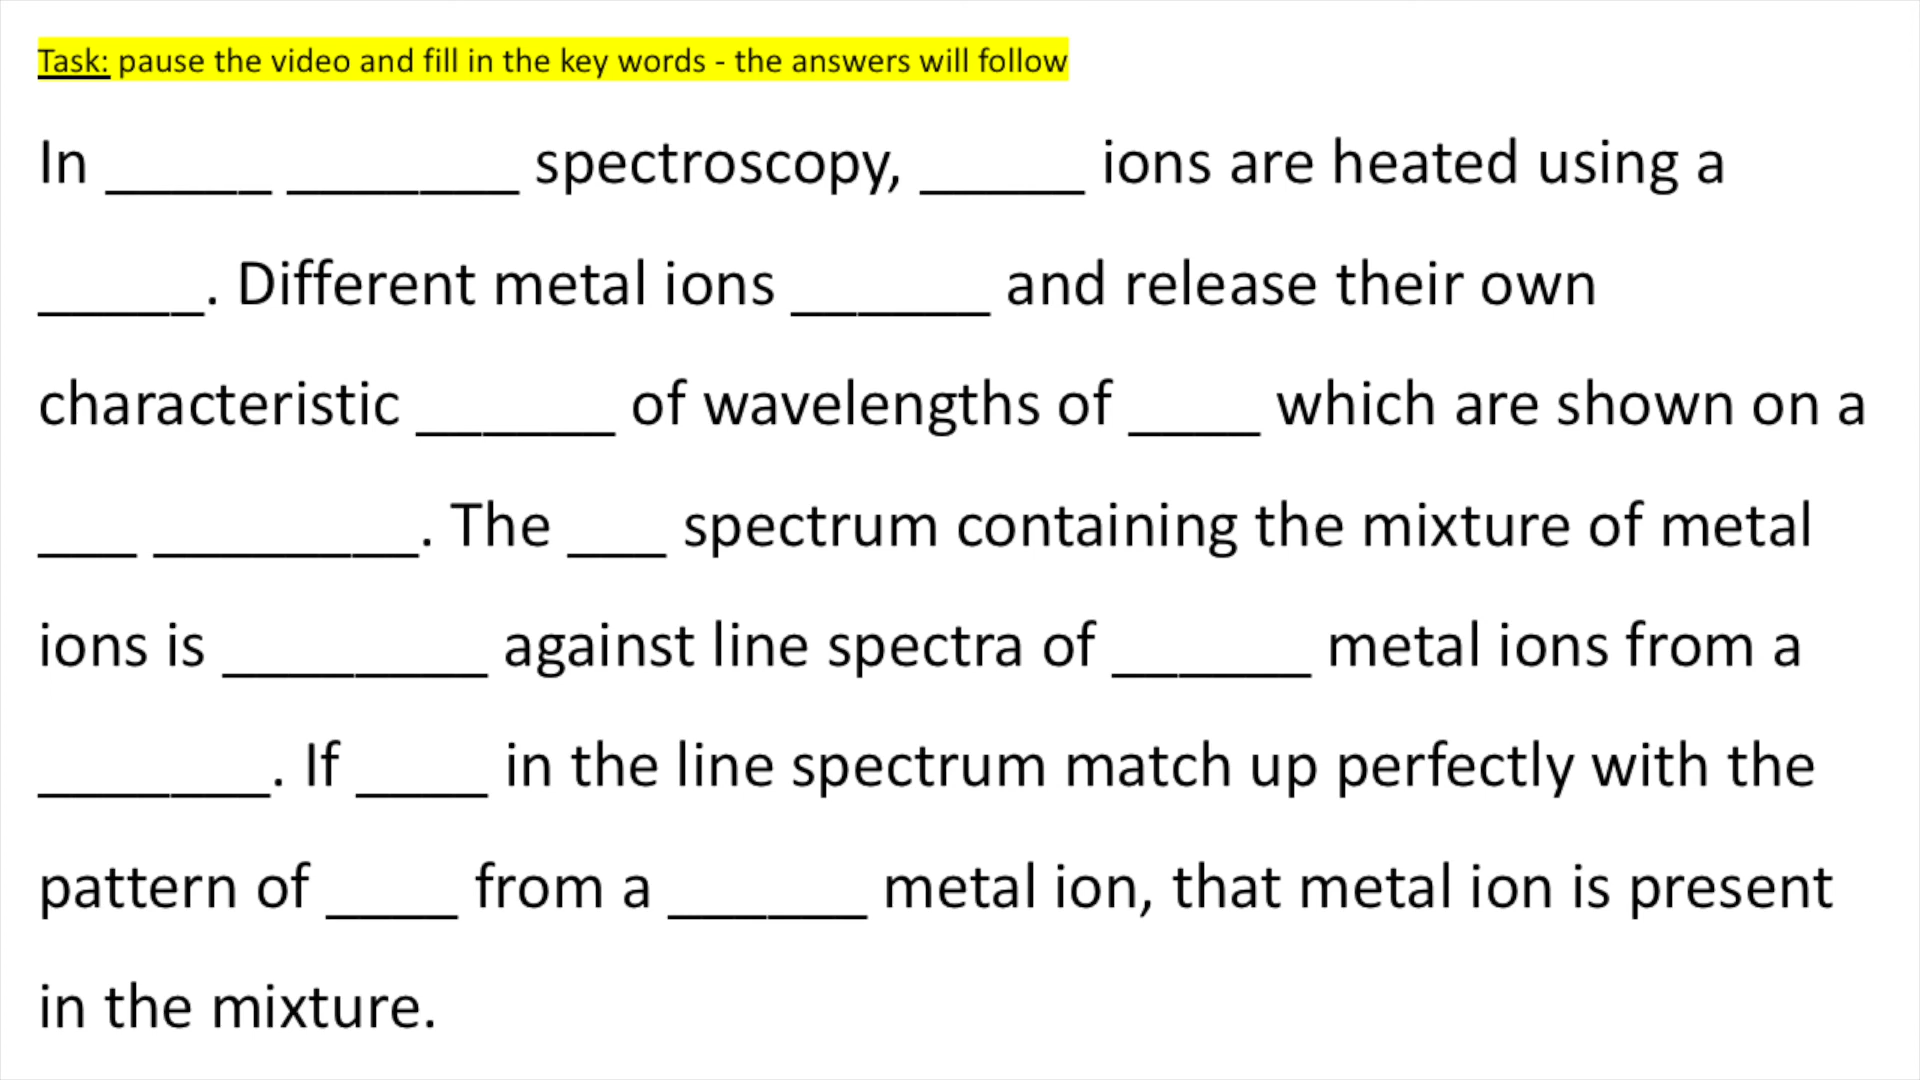 Task: pause the video and fill in the key words - the answers will follow
In _____ _______ spectroscopy, _____ ions are heated using a
_____. Different metal ions ______ and release their own
characteristic ______ of wavelengths of ____ which are shown on a
___ ________. The ___ spectrum containing the mixture of metal
ions is ________ against line spectra of ______ metal ions from a
_______. If ____ in the line spectrum match up perfectly with the
pattern of ____ from a ______ metal ion, that metal ion is present
in the mixture.